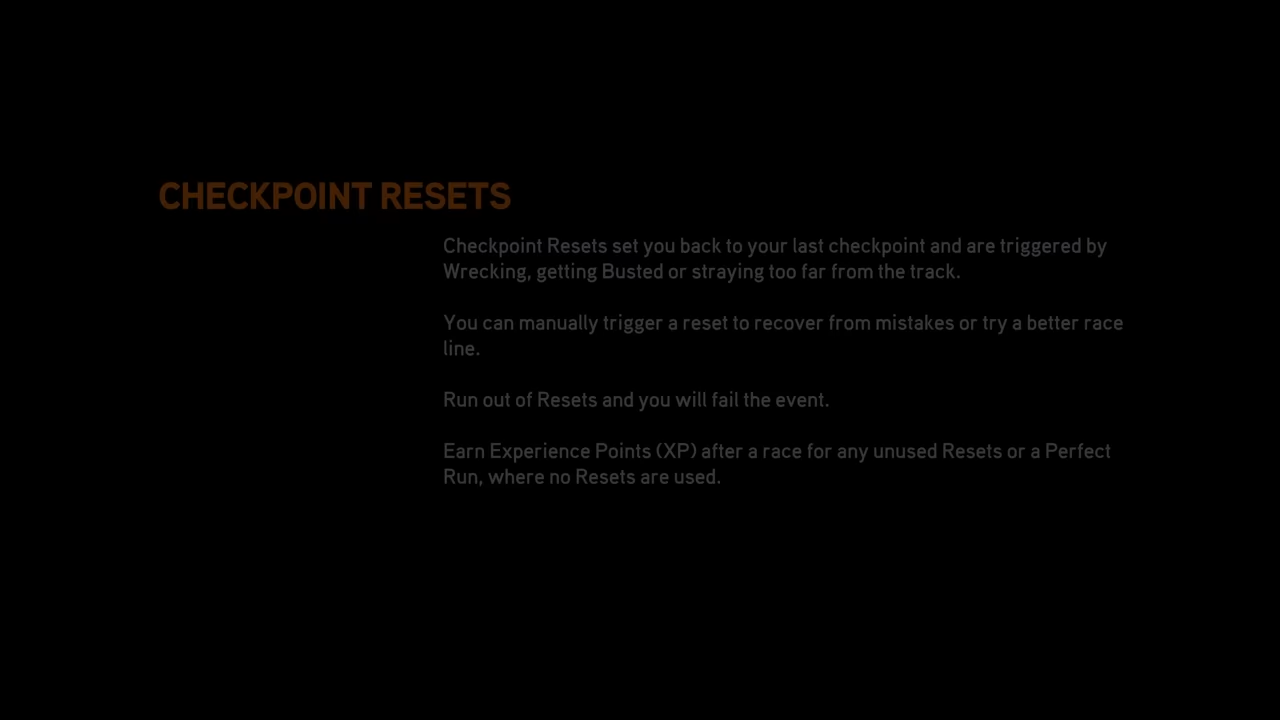 CHECKPOINT RESETS
Checkpoint Resets set you back to your last checkpoint and are triggered by
Wrecking, getting Busted or straying too far from the track.
You can manually trigger a reset to recover from mistakes or try a better race
line.
Run out of Resets and you will fail the event.
Earn Experience Points (XP) after a race for any unused Resets or a Perfect
Run, where no Resets are used.